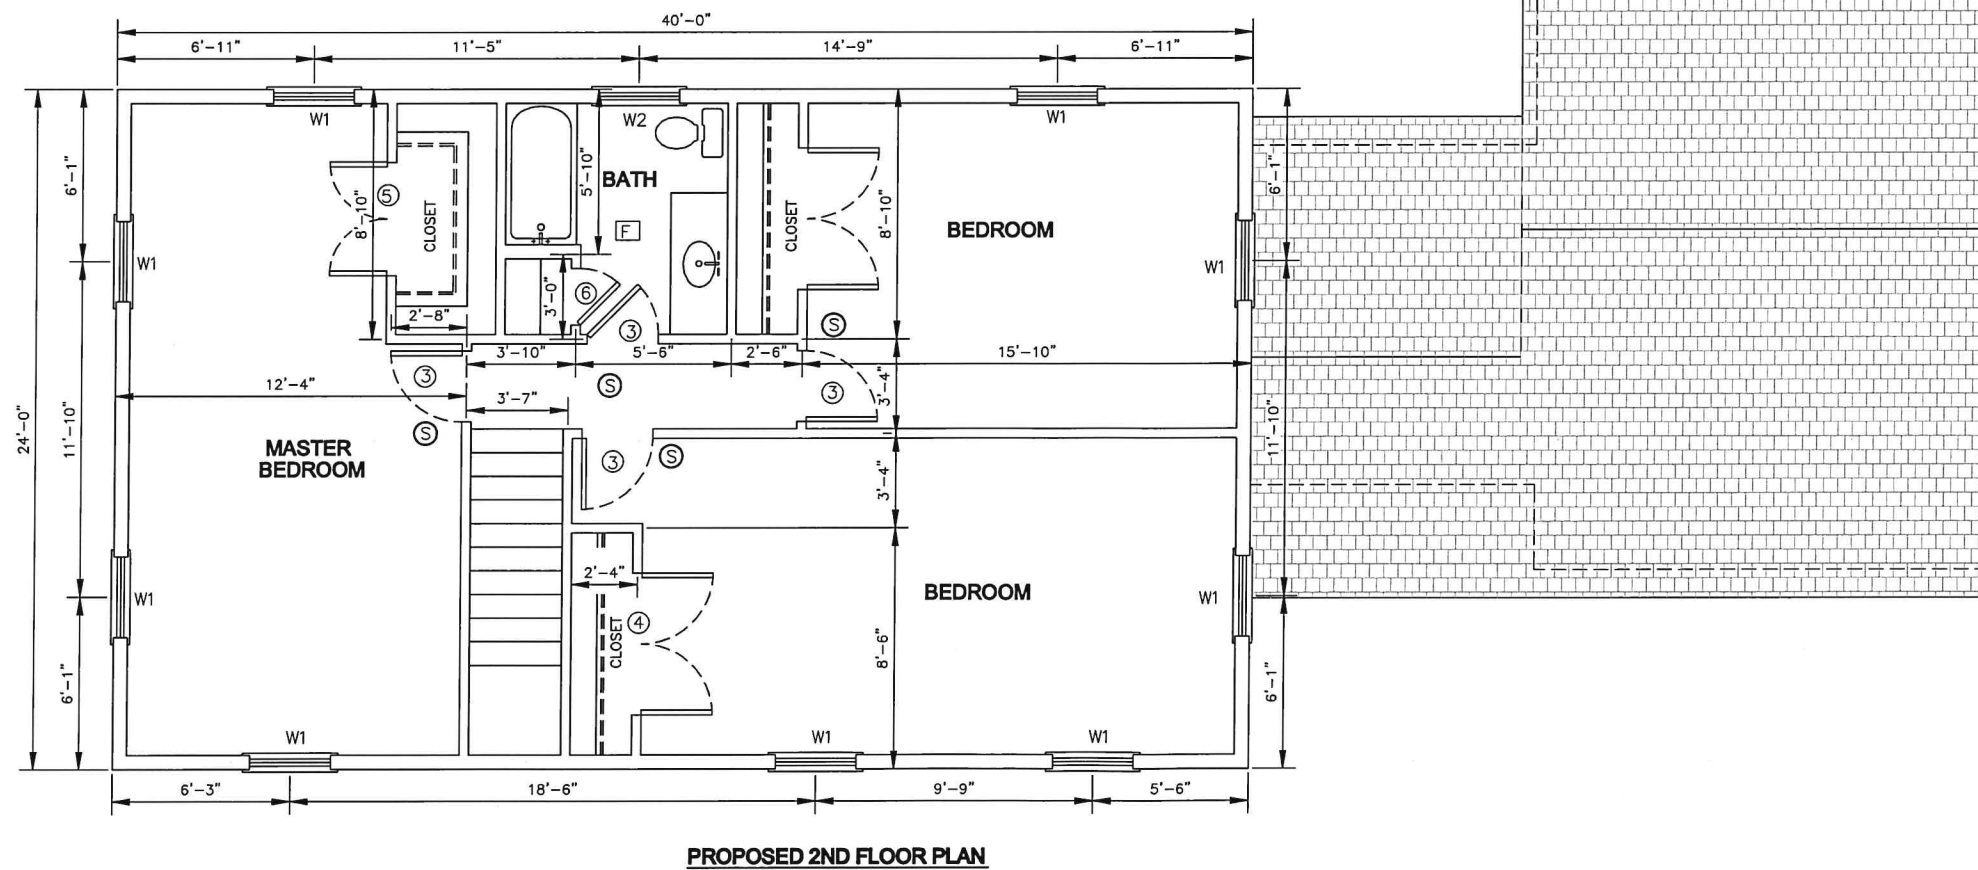 40'-0"
6'-11"
11'-5"
14'-9"
6'-11"
W1
W2
W1
6'-1"
8'-10"
5
CLOSET
5'-10"
BATH
F
CLOSET
8'-10"
BEDROOM
6'-1"
W1
W1
2'-8"
3'-0"
6
3
S
3'-10"
5'-6"
2'-6"
15'-10"
12'-4"
3
3'-7"
S
3
3'-4"
24'-0"
11'-10"
S
MASTER
BEDROOM
3
S
3'-4"
11'-10"
2'-4"
CLOSET
4
BEDROOM
W1
W1
8'-6"
6'-1"
6'-1"
W1
W1
W1
6'-3"
18'-6"
9'-9"
5'-6"
PROPOSED 2ND FLOOR PLAN